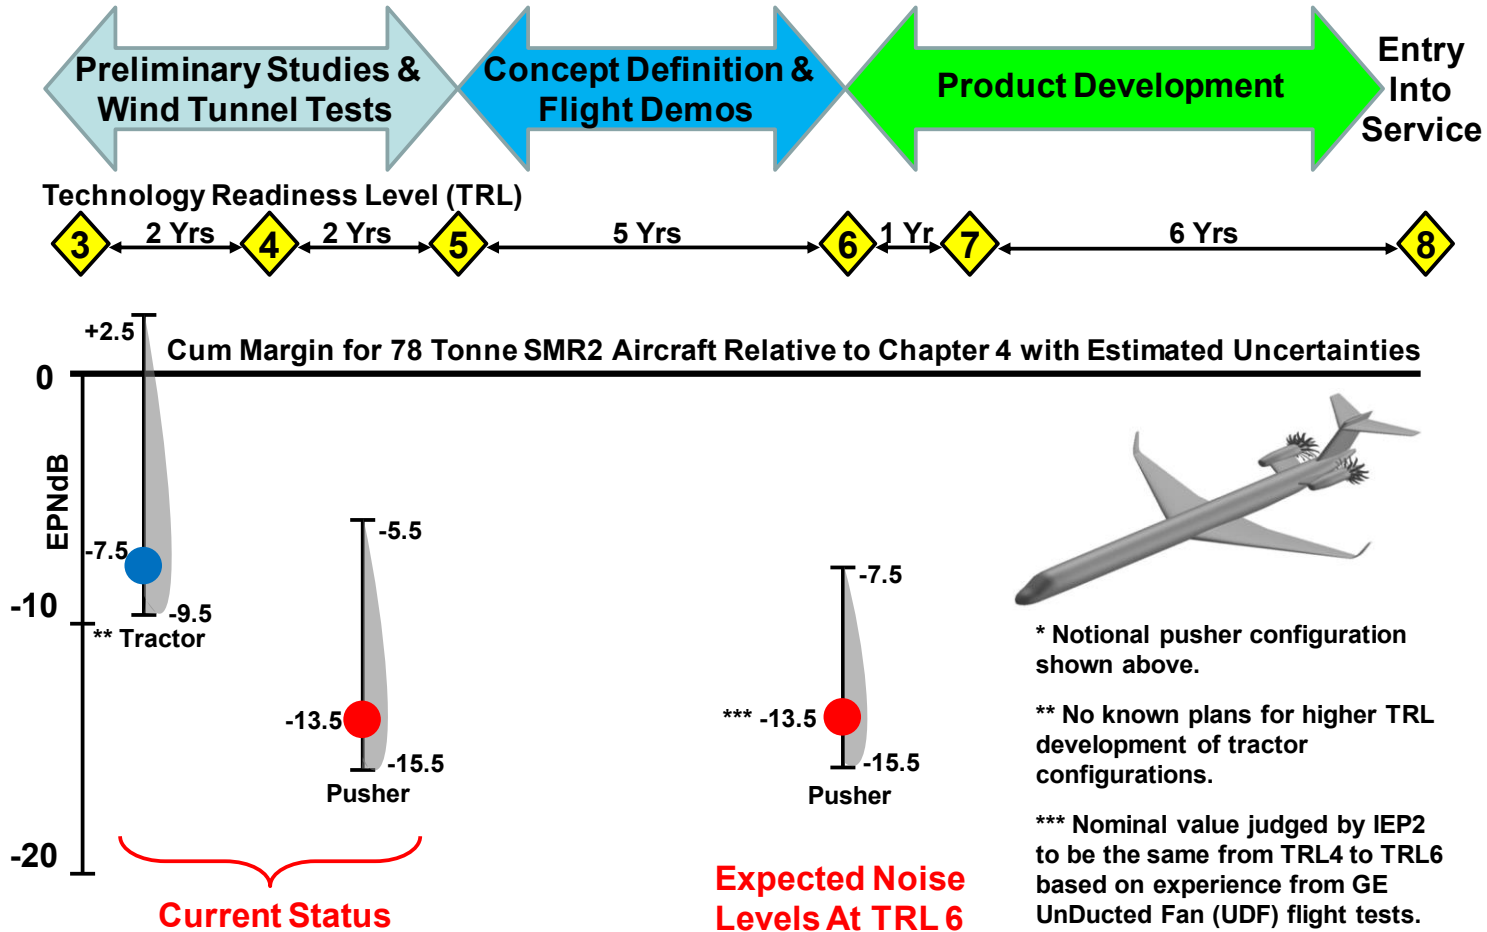 Preliminary Studies &
Wind Tunnel Tests
Concept Definition &
Flight Demos
Product Development
Entry
Into
Service
Technology Readiness Level (TRL)
3
2 Yrs
4
2 Yrs
5
5 Yrs
6
1 Yr
7
6 Yrs
8
+2.5
Cum Margin for 78 Tonne SMR2 Aircraft Relative to Chapter 4 with Estimated Uncertainties
0
EPNdB
-10
-20
-7.5
-9.5
** Tractor
-5.5
-13.5
-15.5
Pusher
-7.5
*** -13.5
-15.5
Pusher
* Notional pusher configuration
shown above.
** No known plans for higher TRL
development of tractor
configurations.
*** Nominal value judged by IEP2
to be the same from TRL4 to TRL6
based on experience from GE
UnDucted Fan (UDF) flight tests.
Current Status
Expected Noise
Levels At TRL 6